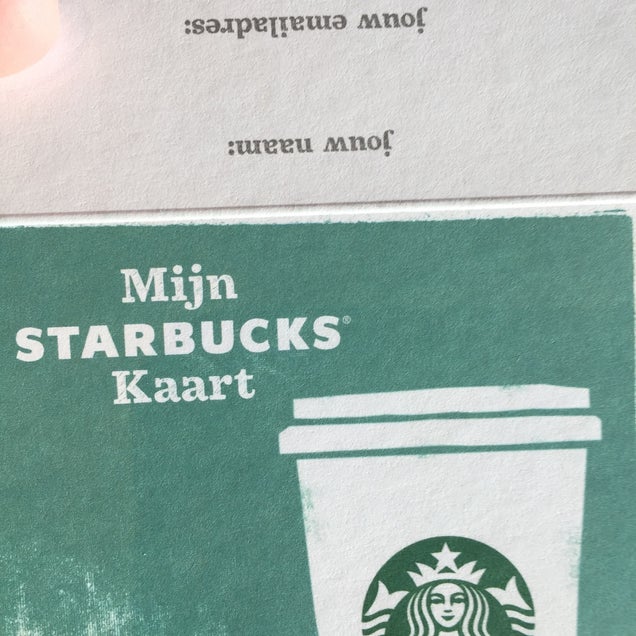 jouw emailadres:
jouw naam:
Mijn
STARBUCKS®
Kaart